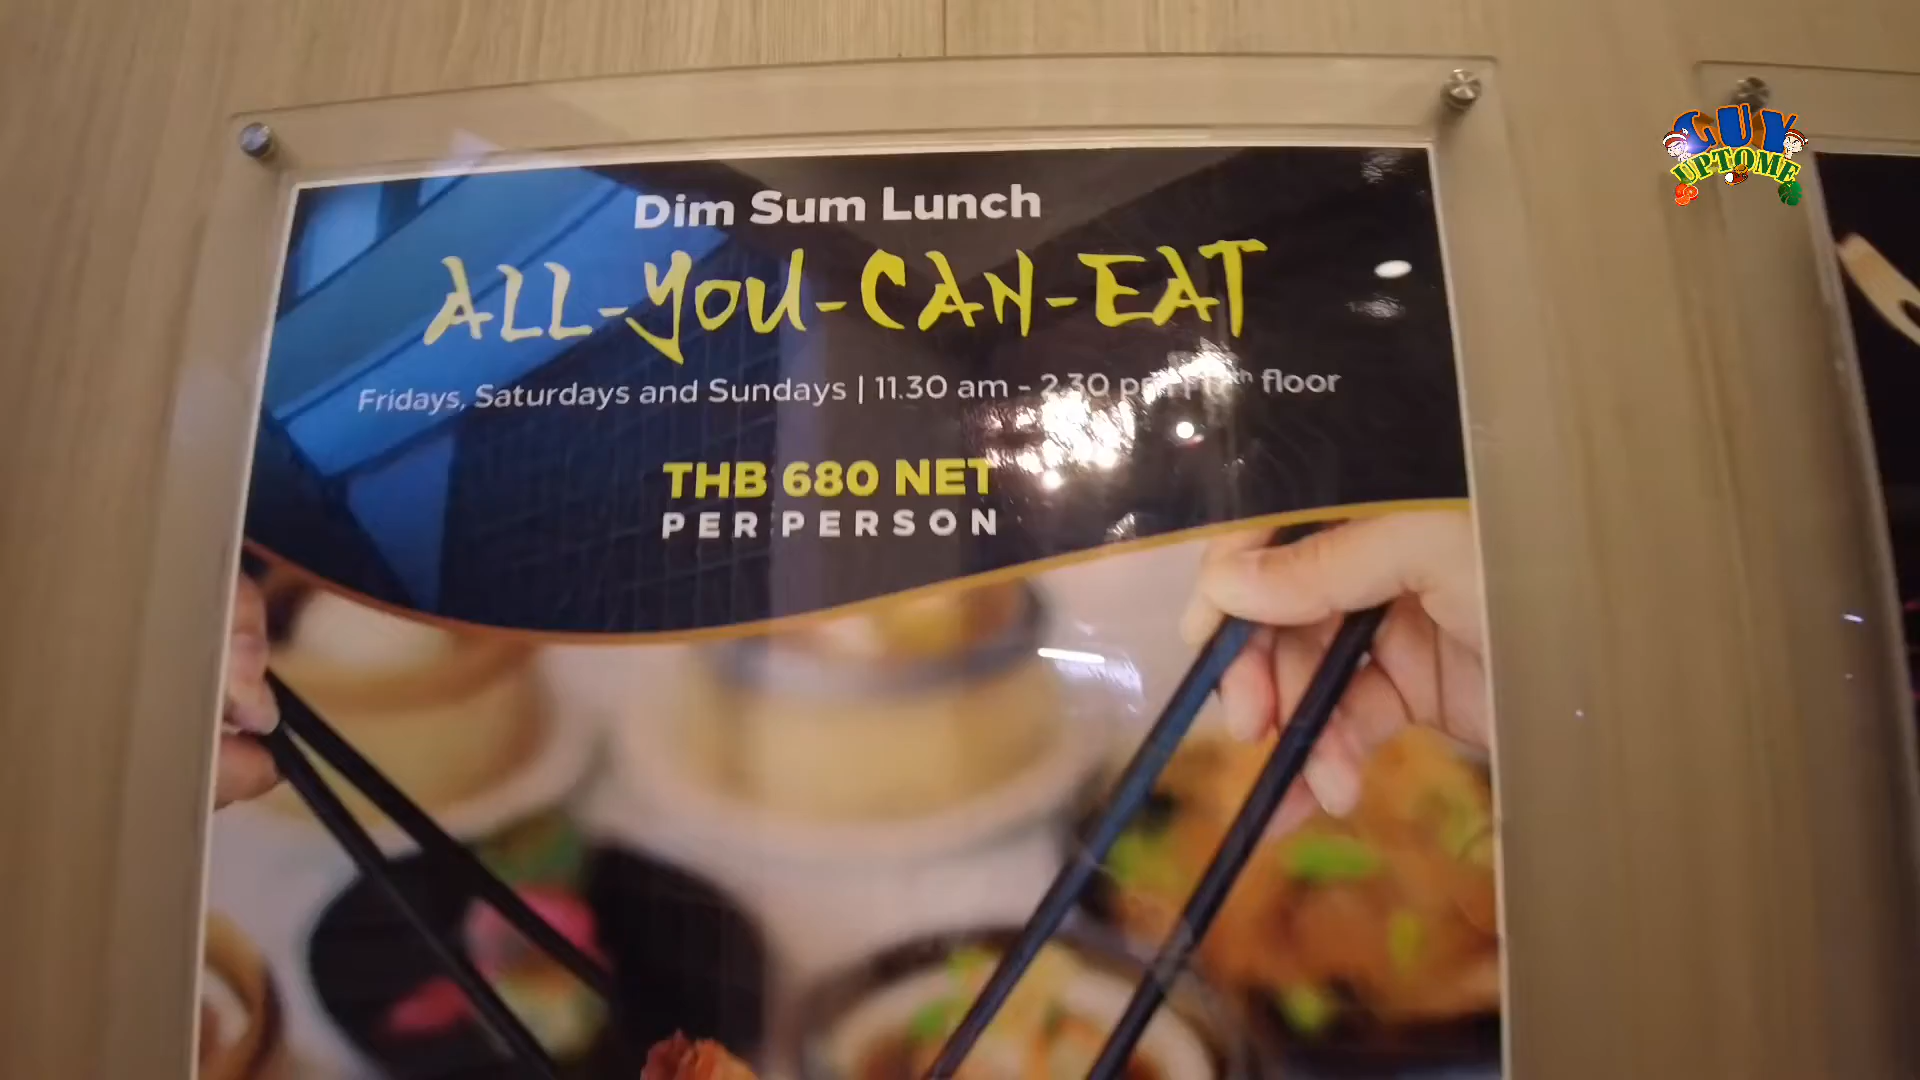 Dim Sum Lunch
ALL-YOU-CAN-EAT
Fridays, Saturdays and Sundays | 11.30 am - 2.30 pm floor
THB 680 NET
PER PERSON
GUY
UPTOME